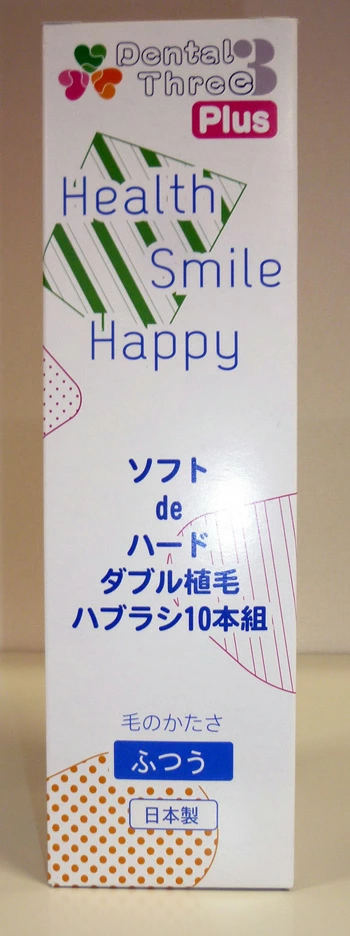 Dental
Three 3
Plus
Health
Smile
Happy
ソフト
de
ハード
ダブル植毛
ハブラシ10本組
毛のかたさ
ふつう
日本製